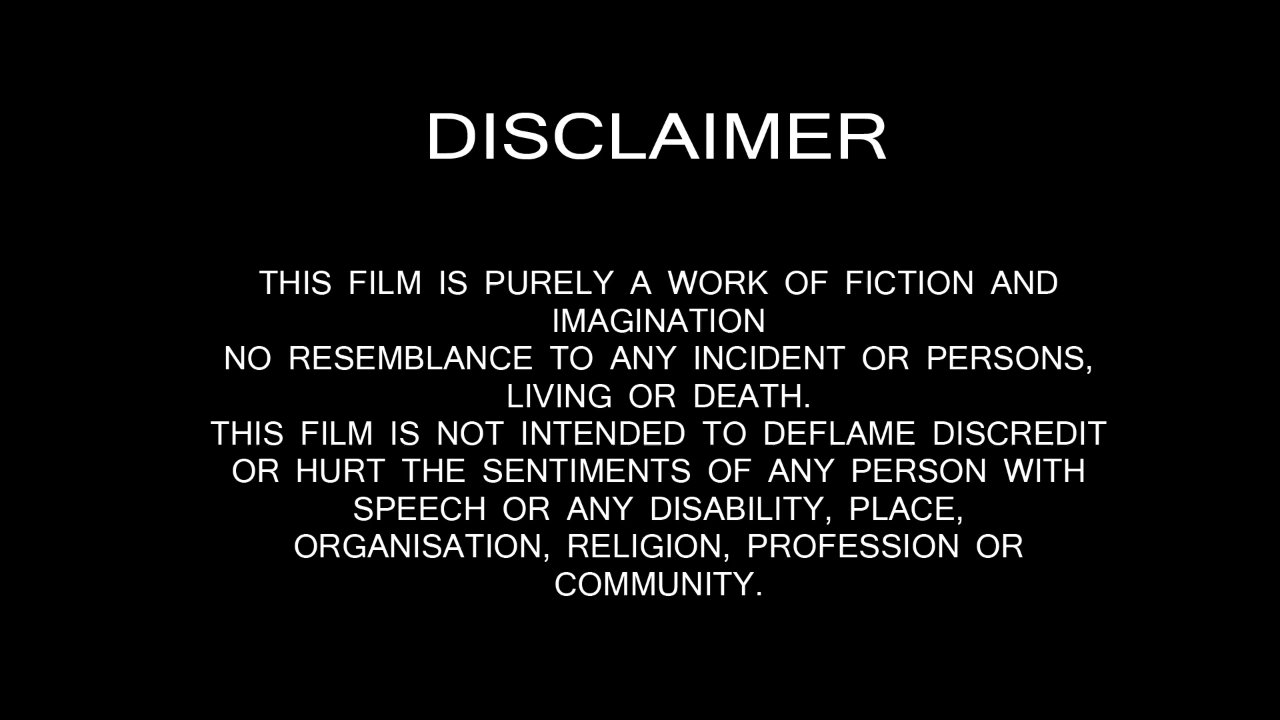 DISCLAIMER
THIS FILM IS PURELY A WORK OF FICTION AND
IMAGINATION
NO RESEMBLANCE TO ANY INCIDENT OR PERSONS,
LIVING OR DEATH.
THIS FILM IS NOT INTENDED TO DEFLAME DISCREDIT
OR HURT THE SENTIMENTS OF ANY PERSON WITH
SPEECH OR ANY DISABILITY, PLACE,
ORGANISATION, RELIGION, PROFESSION OR
COMMUNITY.